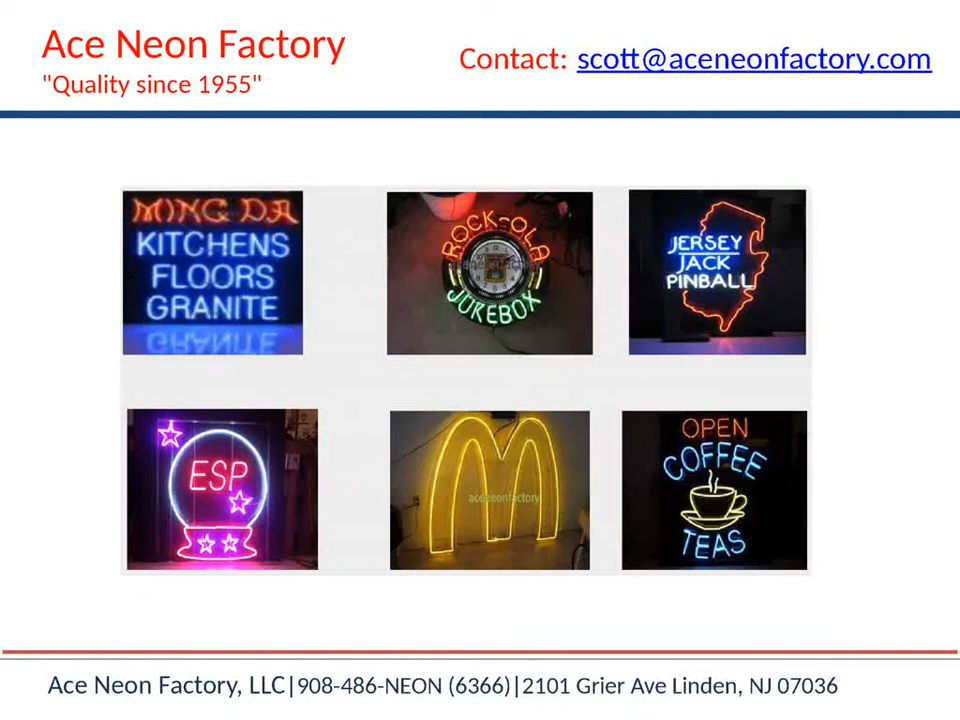 Ace Neon Factory
"Quality since 1955"
Contact: scott@aceneonfactory.com
MING DA
KITCHENS
FLOORS
GRANITE
GRANITE
ROCK-OLA
JUKEBOX
JERSEY
JACK
PINBALL
ESP
aceneonfactory
OPEN
COFFEE
TEAS
Ace Neon Factory, LLC|908-486-NEON (6366)|2101 Grier Ave Linden, NJ 07036